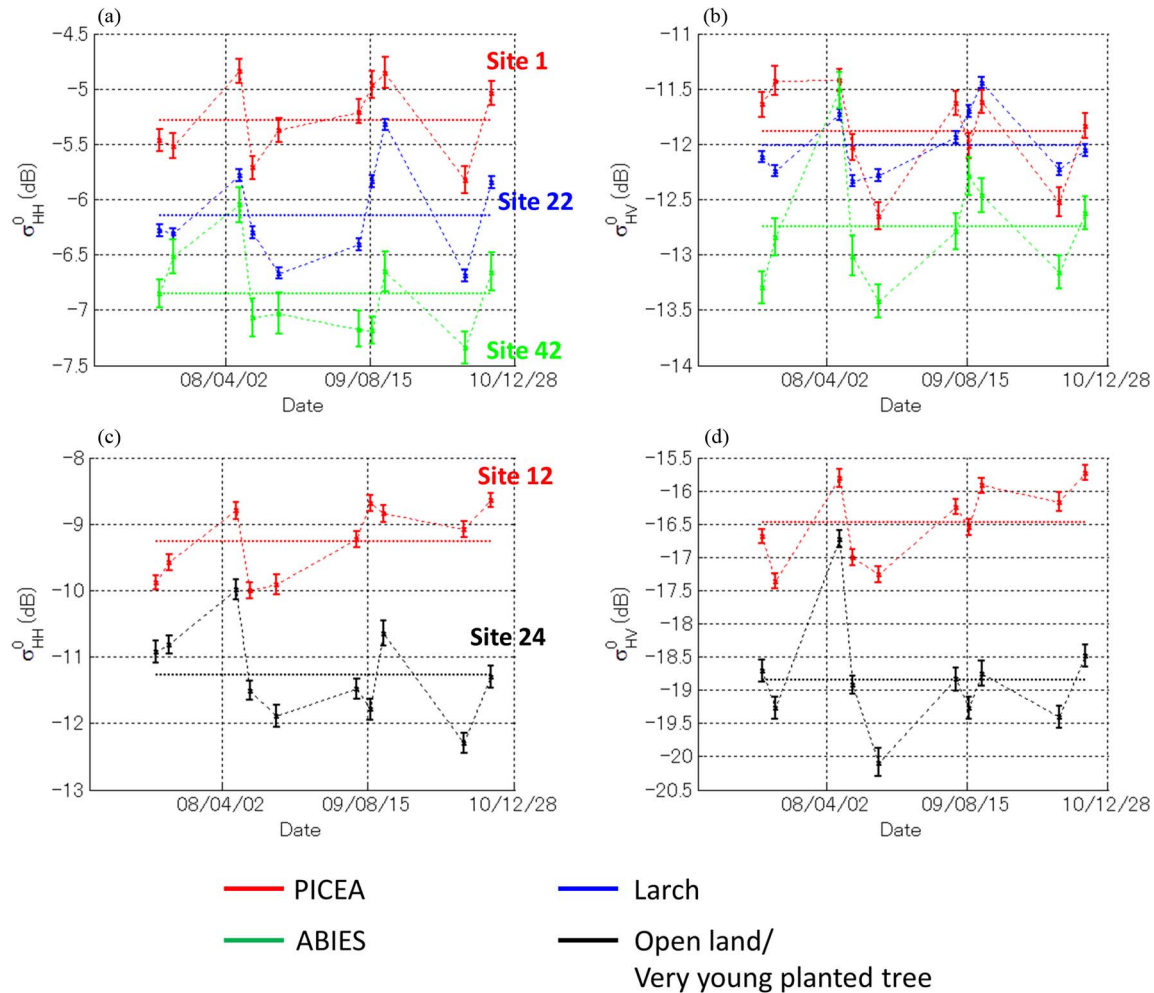 (a)
-4.5
-5
-5.5
-6
-6.5
-7
-7.5
σ⁰HH (dB)
Site 1
Site 22
Site 42
08/04/02 09/08/15 10/12/28
Date
(b)
-11
-11.5
-12
-12.5
-13
-13.5
-14
σ⁰HV (dB)
08/04/02 09/08/15 10/12/28
Date
(c)
-8
-9
-10
-11
-12
-13
σ⁰HH (dB)
Site 12
Site 24
08/04/02 09/08/15 10/12/28
Date
(d)
-15.5
-16
-16.5
-17
-17.5
-18
-18.5
-19
-19.5
-20
-20.5
σ⁰HV (dB)
08/04/02 09/08/15 10/12/28
Date
PICEA
Larch
ABIES
Open land/
Very young planted tree